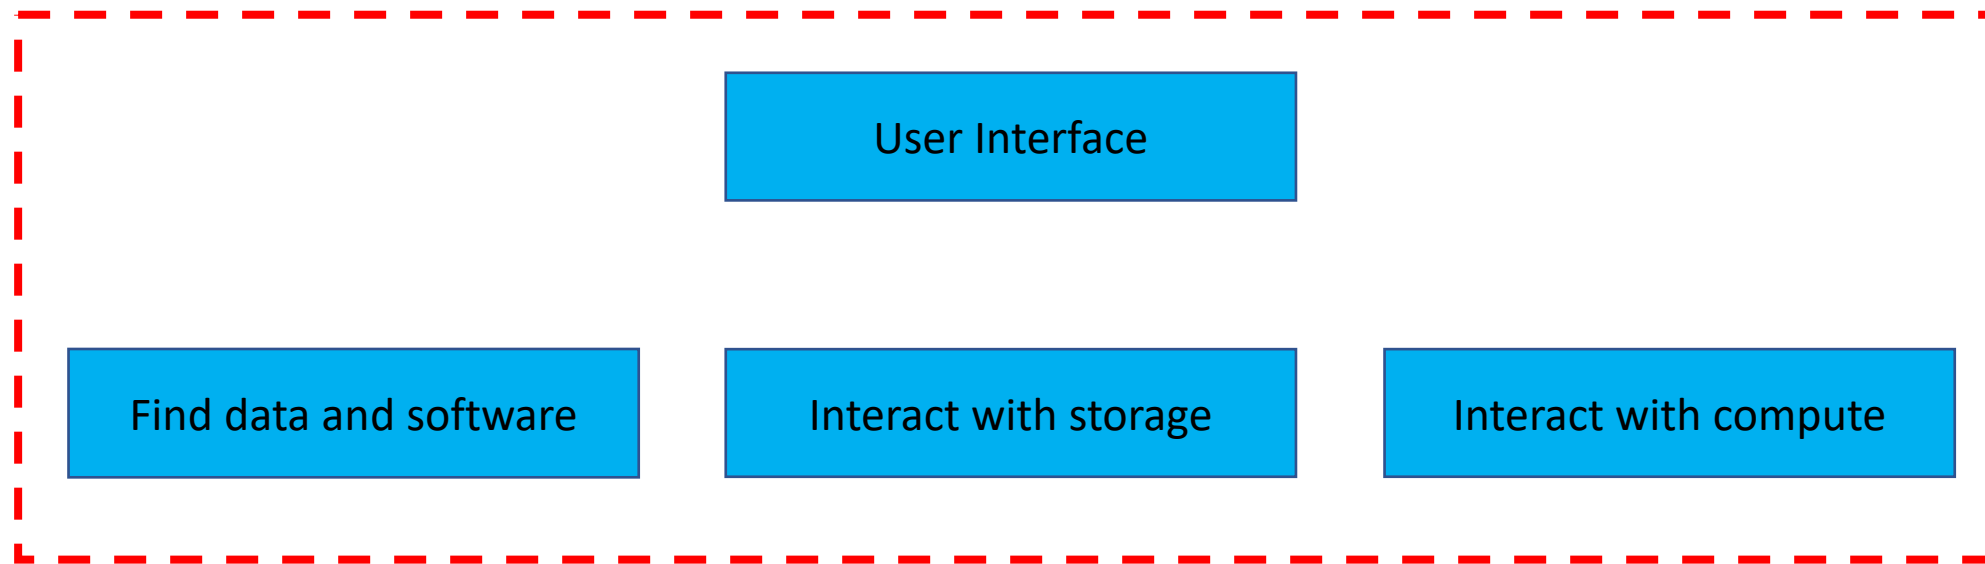 User Interface
Find data and software
Interact with storage
Interact with compute